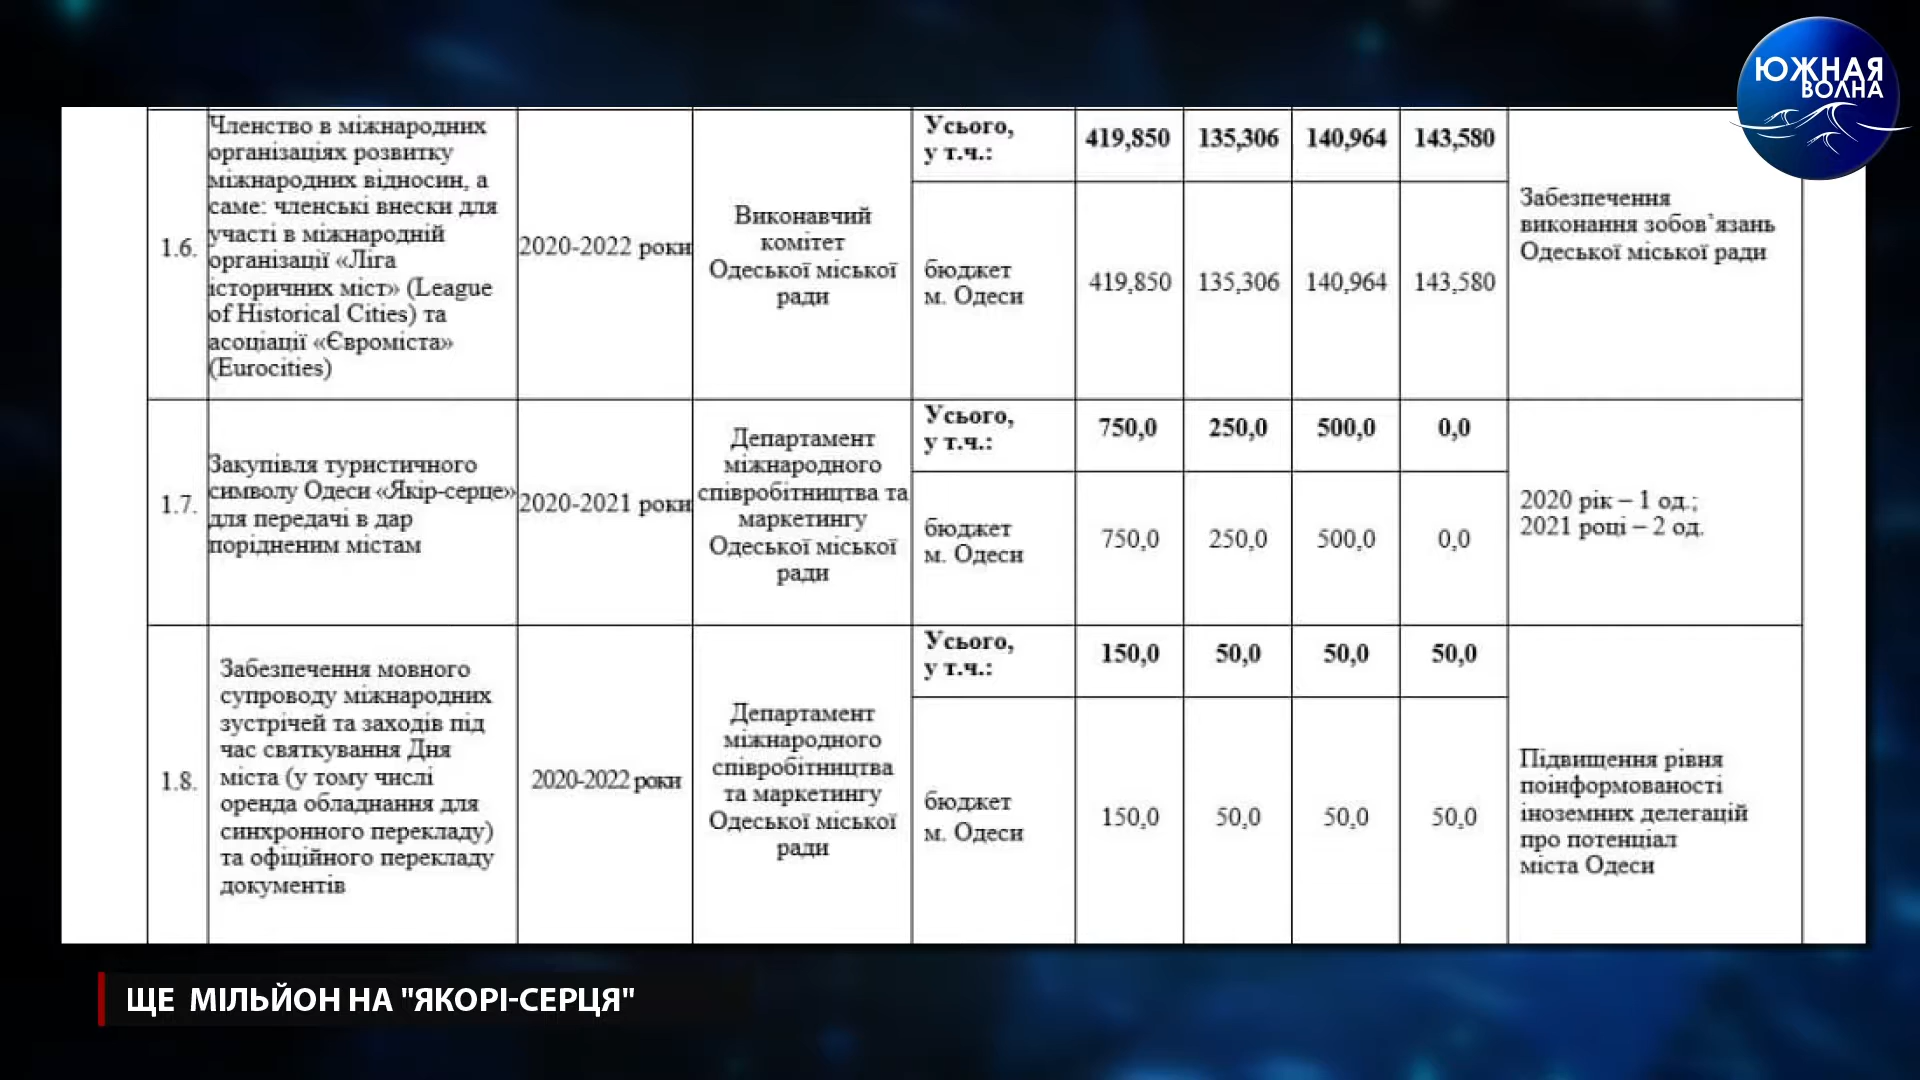 ЮЖНАЯ
ВОЛНА
1.6.
Членство в міжнародних
організаціях розвитку
міжнародних відносин, а
саме: членські внески для
участі в міжнародній
організації «Ліга
історичних міст» (League
of Historical Cities) та
асоціації «Євроміста»
(Eurocities)
2020-2022 роки
Виконавчий
комітет
Одеської міської
ради
Усього,
у т.ч.:
419,850 135,306 140,964 143,580
бюджет
м. Одеси
419,850 135,306 140,964 143,580
Забезпечення
виконання зобов`язань
Одеської міської ради
1.7.
Закупівля туристичного
символу Одеси «Якір-серце»
для передачі в дар
порідненим містам
2020-2021 роки
Департамент
міжнародного
співробітництва та
маркетингу
Одеської міської
ради
Усього,
у т.ч.:
750,0 250,0 500,0 0,0
бюджет
м. Одеси
750,0 250,0 500,0 0,0
2020 рік – 1 од.;
2021 році – 2 од.
1.8.
Забезпечення мовного
супроводу міжнародних
зустрічей та заходів під
час святкування Дня
міста (у тому числі
оренда обладнання для
синхронного перекладу)
та офіційного перекладу
документів
2020-2022 роки
Департамент
міжнародного
співробітництва
та маркетингу
Одеської міської
ради
Усього,
у т.ч.:
150,0 50,0 50,0 50,0
бюджет
м. Одеси
150,0 50,0 50,0 50,0
Підвищення рівня
поінформованості
іноземних делегацій
про потенціал
міста Одеси
ЩЕ МІЛЬЙОН НА "ЯКОРІ-СЕРЦЯ"